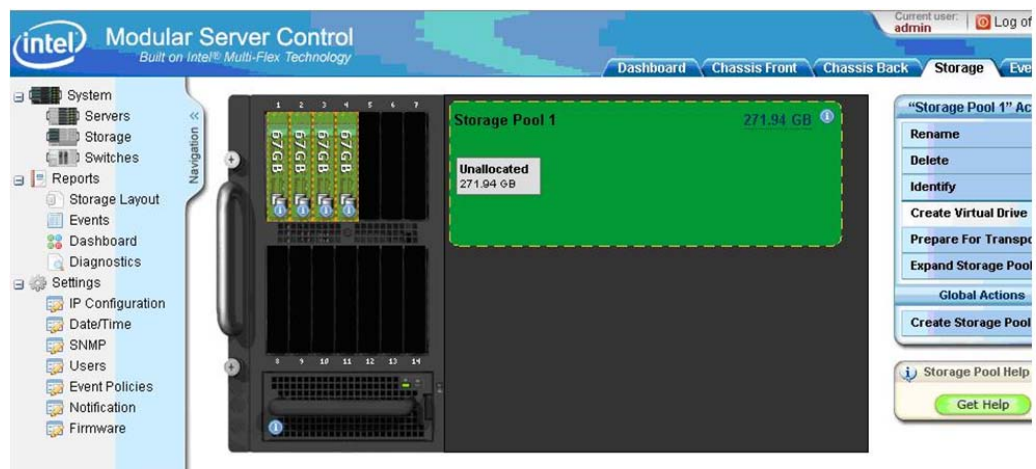 intel
Modular Server Control
Built on Intel® Multi-Flex Technology
Current user:
admin
Log of
Dashboard
Chassis Front
Chassis Back
Storage
Eve
System
Servers
Storage
Switches
Reports
Storage Layout
Events
Dashboard
Diagnostics
Settings
IP Configuration
Date/Time
SNMP
Users
Event Policies
Notification
Firmware
«
Navigation
1 2 3 4 5 6 7
67GB 67GB 67GB 67GB
8 9 10 11 12 13 14
Storage Pool 1 271.94 GB
Unallocated
271.94 GB
"Storage Pool 1" Ac
Rename
Delete
Identify
Create Virtual Drive
Prepare For Transpo
Expand Storage Pool
Global Actions
Create Storage Pool
Storage Pool Help
Get Help